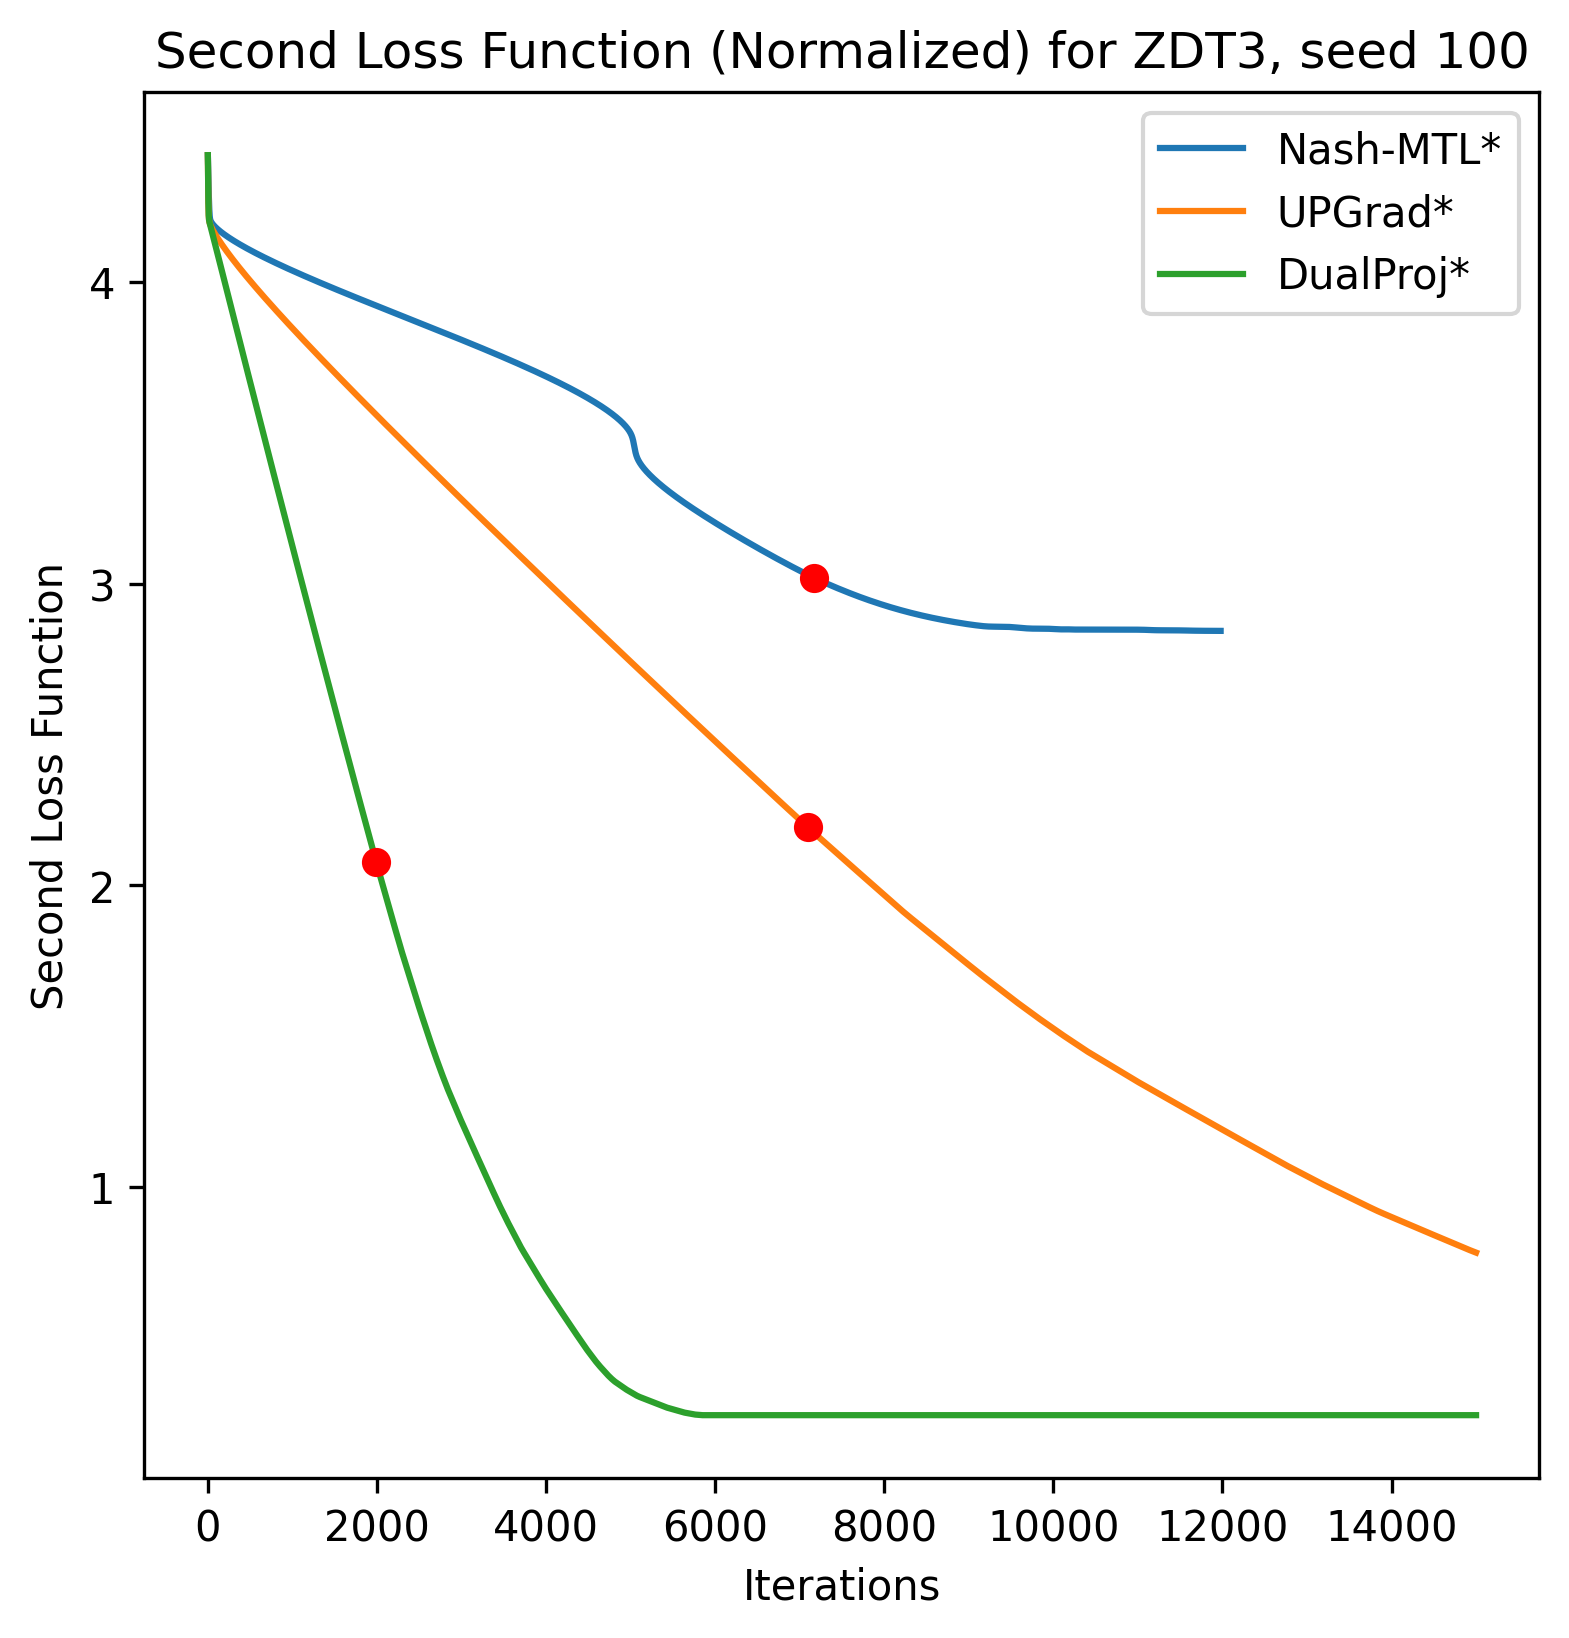 Second Loss Function (Normalized) for ZDT3, seed 100
Nash-MTL*
UPGrad*
DualProj*
Second Loss Function
4
3
2
1
0 2000 4000 6000 8000 10000 12000 14000
Iterations